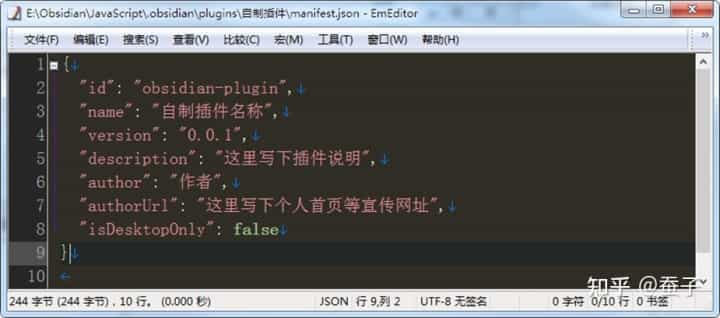 E:\Obsidian\JavaScript\.obsidian\plugins\自制插件\manifest.json - EmEditor
文件(F) 编辑(E) 搜索(S) 查看(V) 比较(C) 宏(M) 工具(T) 窗口(W) 帮助(H)
1 {↓
2 "id": "obsidian-plugin",↓
3 "name": "自制插件名称",↓
4 "version": "0.0.1",↓
5 "description": "这里写下插件说明",↓
6 "author": "作者",↓
7 "authorUrl": "这里写下个人首页等宣传网址",↓
8 "isDesktopOnly": false↓
9 }↓
10 ←
知乎 @蚕子
244 字节 (244 字节)，10 行。 (0.000 秒) JSON 行 9,列 2 UTF-8 无签名 0 字符 0/10 行 0 书签